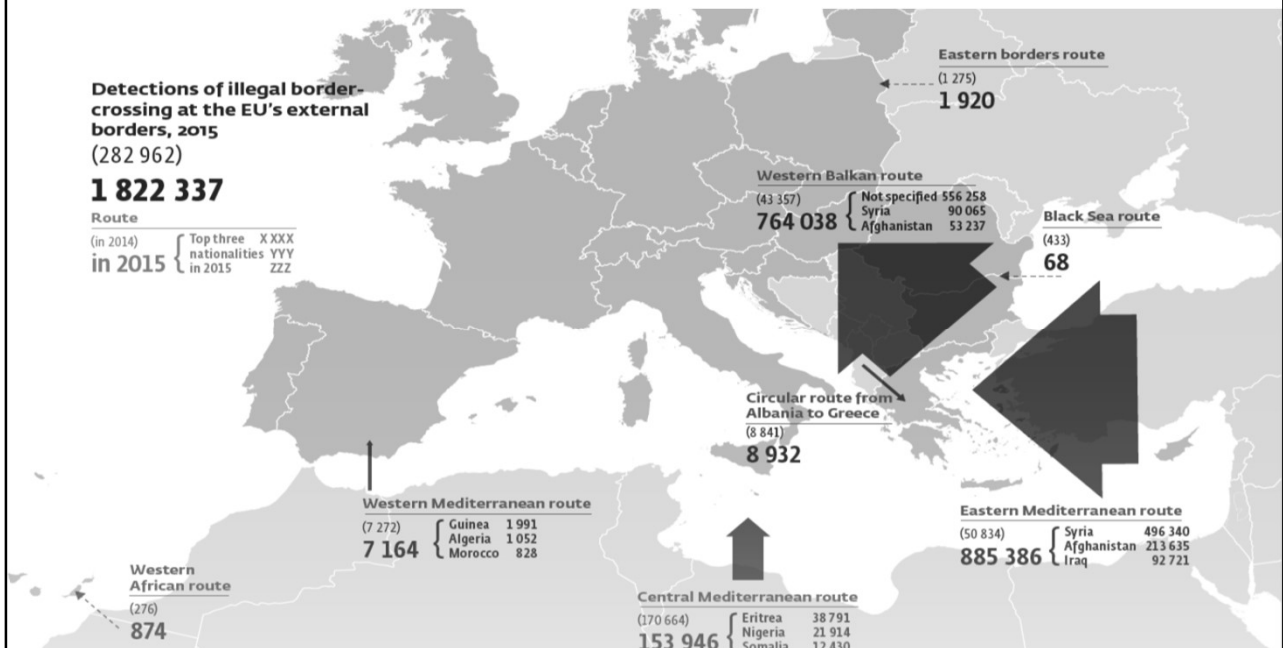 Detections of illegal border-
crossing at the EU's external
borders, 2015
(282 962)
1 822 337
Route
(in 2014)
in 2015
Top three XXXX
nationalities YYY
in 2015 ZZZ
Eastern borders route
(1 275)
1 920
Western Balkan route
(43 357)
764 038
Not specified 556 258
Syria 90 065
Afghanistan 53 237
Black Sea route
(433)
68
Circular route from
Albania to Greece
(8 841)
8 932
Western Mediterranean route
(7 272)
7 164
Guinea 1 991
Algeria 1 052
Morocco 828
Eastern Mediterranean route
(50 834)
885 386
Syria 496 340
Afghanistan 213 635
Iraq 92 721
Western
African route
(276)
874
Central Mediterranean route
(170 664)
153 946
Eritrea 38 791
Nigeria 21 914
Somalia 12 430